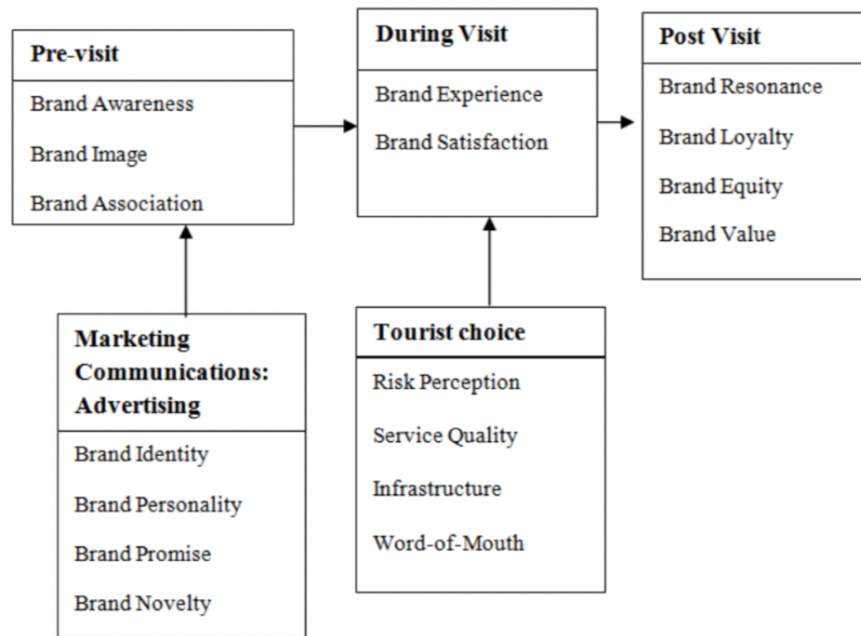 Pre-visit
Brand Awareness
Brand Image
Brand Association
During Visit
Brand Experience
Brand Satisfaction
Post Visit
Brand Resonance
Brand Loyalty
Brand Equity
Brand Value
Marketing
Communications:
Advertising
Brand Identity
Brand Personality
Brand Promise
Brand Novelty
Tourist choice
Risk Perception
Service Quality
Infrastructure
Word-of-Mouth